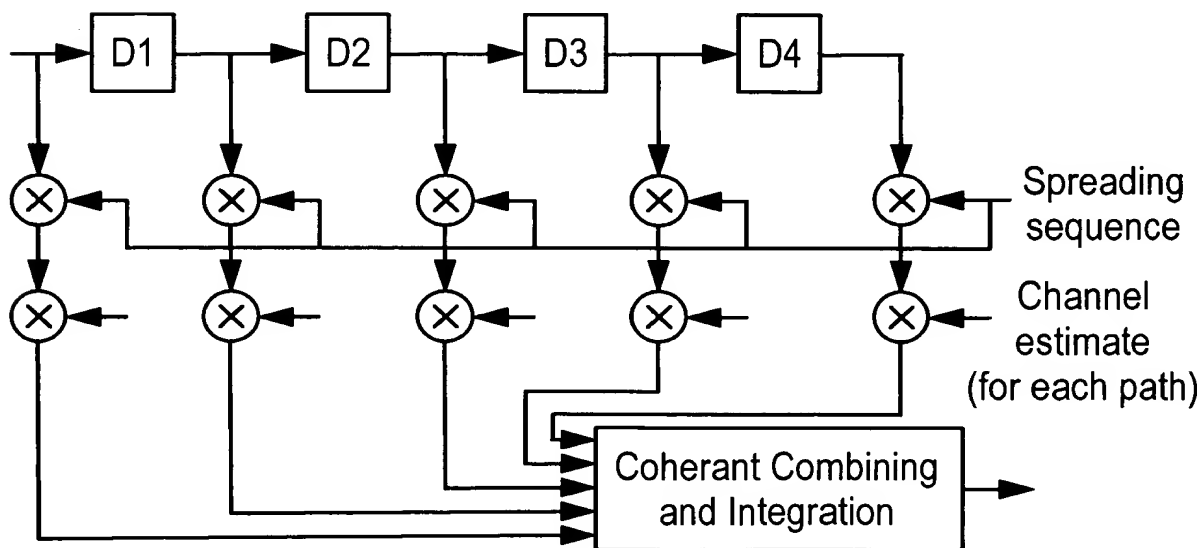 D1
D2
D3
D4
Spreading
sequence
Channel
estimate
(for each path)
Coherant Combining
and Integration